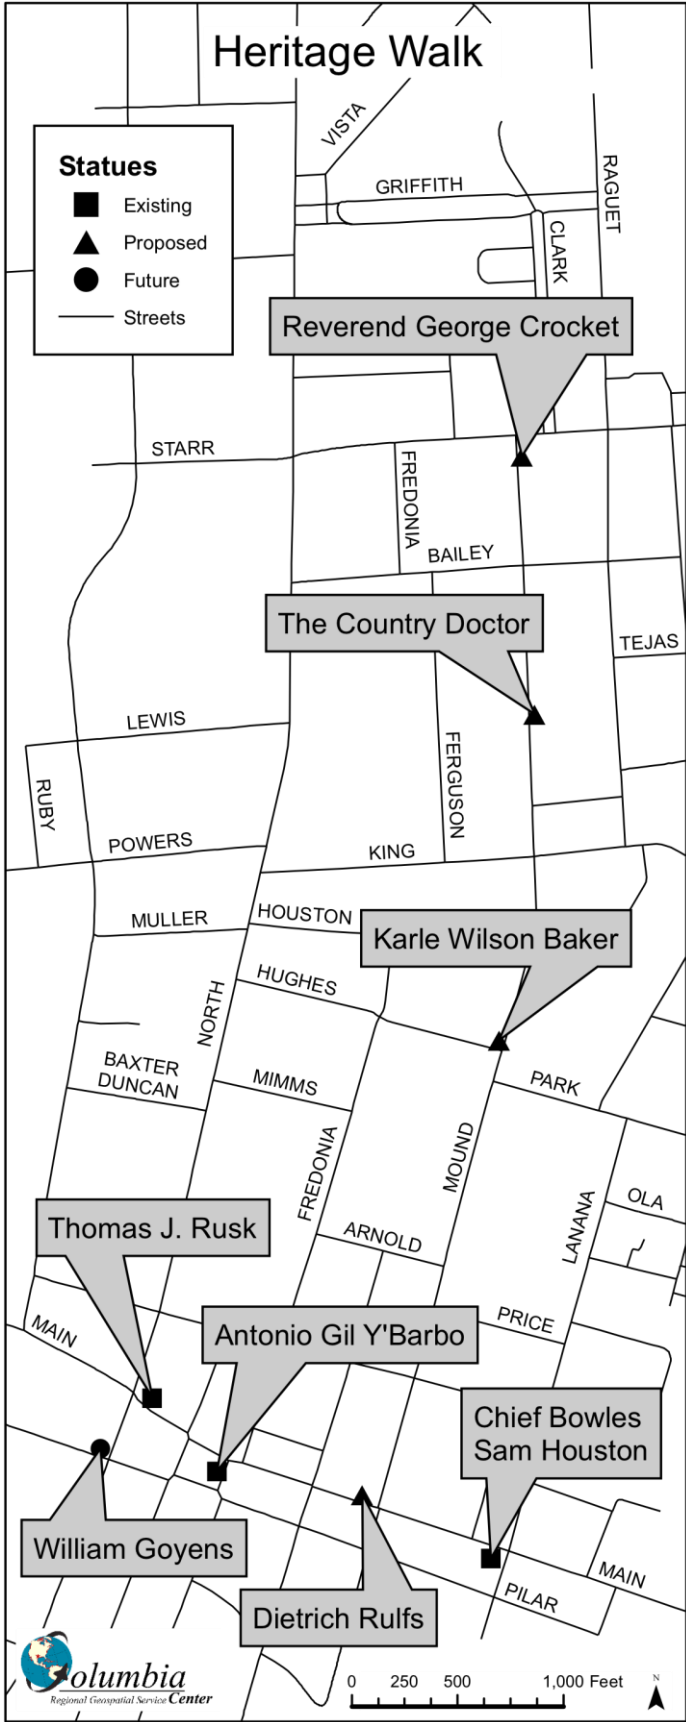 Heritage Walk
VISTA
Statues
Existing
Proposed
Future
Streets
GRIFFITH
RAGUET
CLARK
Reverend George Crocket
STARR
FREDONIA
BAILEY
The Country Doctor
TEJAS
LEWIS
RUBY
FERGUSON
POWERS
KING
MULLER
HOUSTON
Karle Wilson Baker
HUGHES
NORTH
BAXTER
DUNCAN
MIMMS
PARK
FREDONIA
MOUND
LANANA
OLA
Thomas J. Rusk
ARNOLD
MAIN
Antonio Gil Y'Barbo
PRICE
Chief Bowles
Sam Houston
William Goyens
Dietrich Rulfs
MAIN
PILAR
Columbia
Regional Geospatial Service Center
0 250 500 1,000 Feet
N